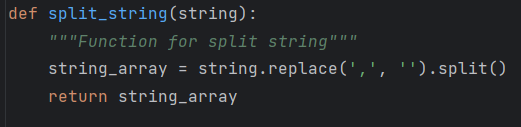 def split_string(string):
    """Function for split string"""
    string_array = string.replace(',', '').split()
    return string_array